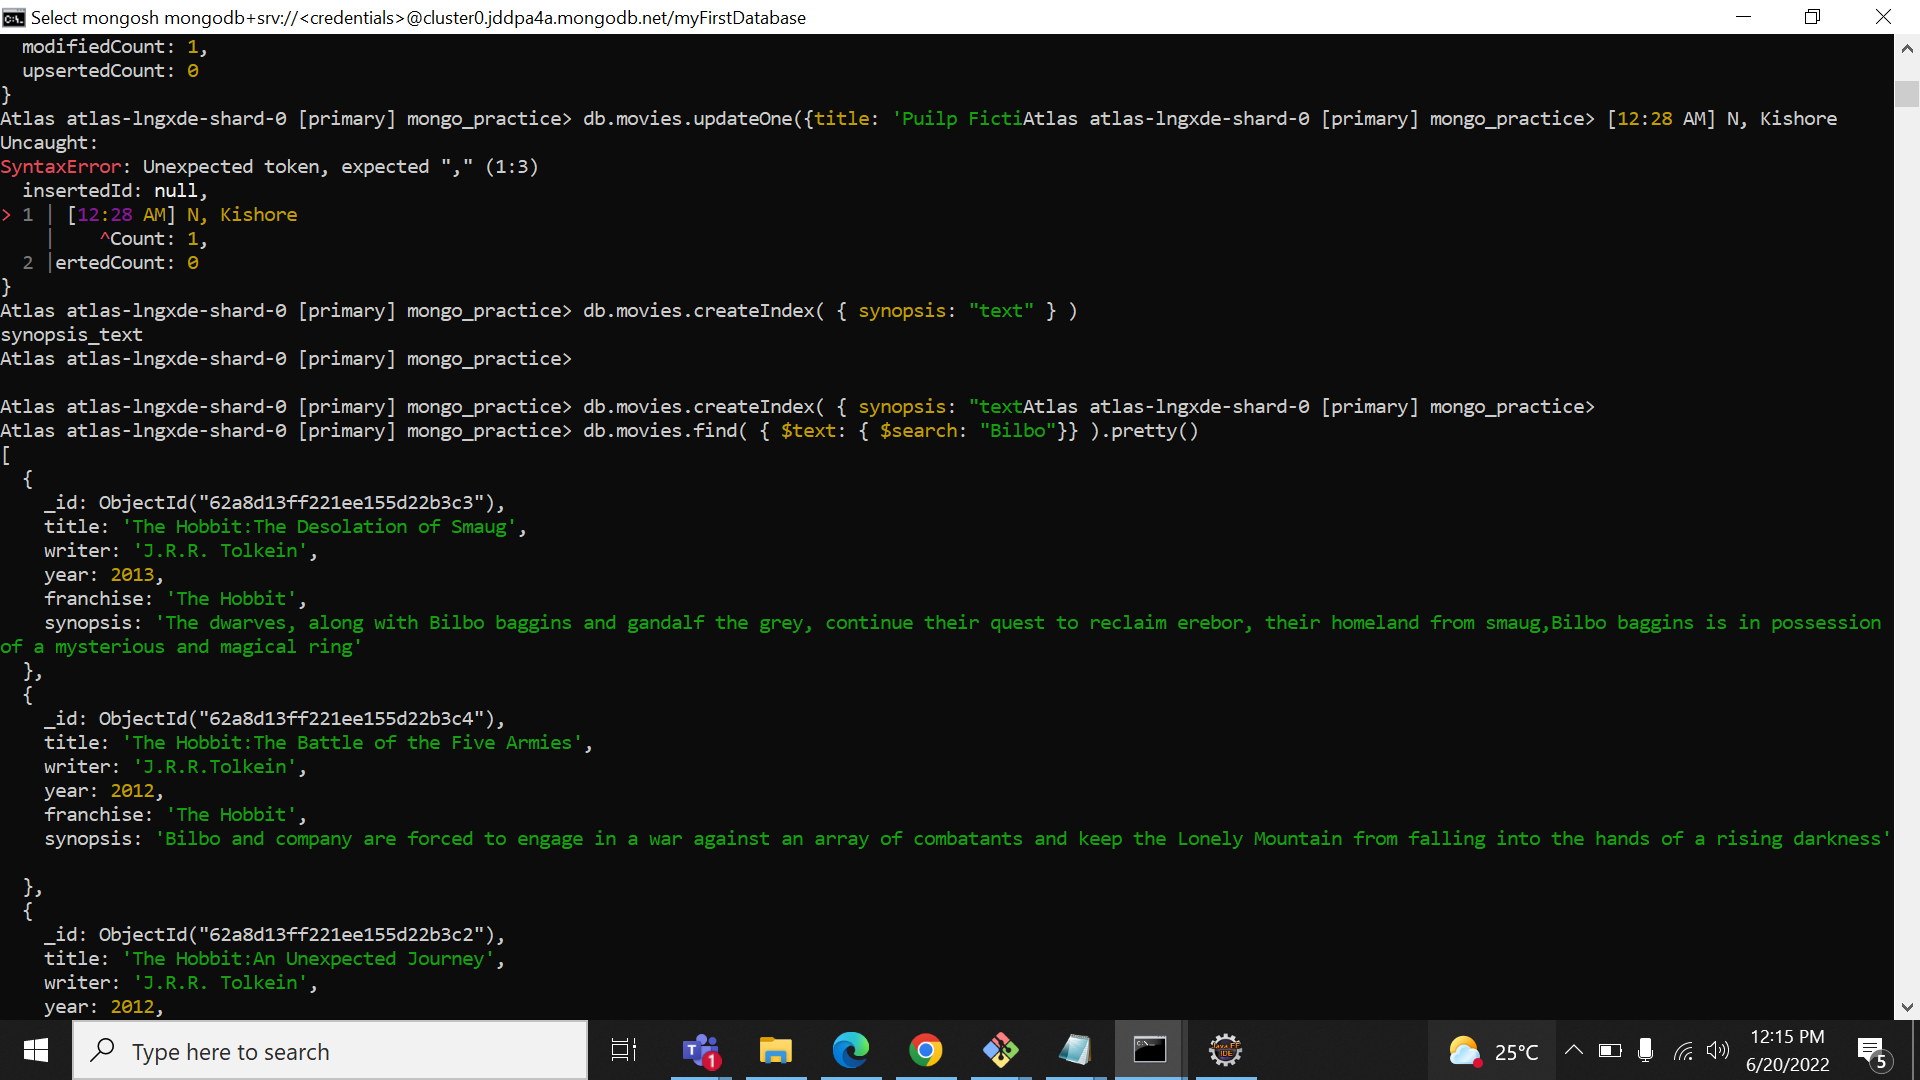 Select mongosh mongodb+srv://<credentials>@cluster0.jddpa4a.mongodb.net/myFirstDatabase
  modifiedCount: 1,
  upsertedCount: 0
}
Atlas atlas-lngxde-shard-0 [primary] mongo_practice> db.movies.updateOne({title: 'Puilp FictiAtlas atlas-lngxde-shard-0 [primary] mongo_practice> [12:28 AM] N, Kishore
Uncaught:
SyntaxError: Unexpected token, expected "," (1:3)
  insertedId: null,
> 1 | [12:28 AM] N, Kishore
    |    ^Count: 1,
  2 |ertedCount: 0
}
Atlas atlas-lngxde-shard-0 [primary] mongo_practice> db.movies.createIndex( { synopsis: "text" } )
synopsis_text
Atlas atlas-lngxde-shard-0 [primary] mongo_practice>
Atlas atlas-lngxde-shard-0 [primary] mongo_practice> db.movies.createIndex( { synopsis: "textAtlas atlas-lngxde-shard-0 [primary] mongo_practice>
Atlas atlas-lngxde-shard-0 [primary] mongo_practice> db.movies.find( { $text: { $search: "Bilbo"}} ).pretty()
[
  {
    _id: ObjectId("62a8d13ff221ee155d22b3c3"),
    title: 'The Hobbit:The Desolation of Smaug',
    writer: 'J.R.R. Tolkein',
    year: 2013,
    franchise: 'The Hobbit',
    synopsis: 'The dwarves, along with Bilbo baggins and gandalf the grey, continue their quest to reclaim erebor, their homeland from smaug,Bilbo baggins is in possession
of a mysterious and magical ring'
  },
  {
    _id: ObjectId("62a8d13ff221ee155d22b3c4"),
    title: 'The Hobbit:The Battle of the Five Armies',
    writer: 'J.R.R.Tolkein',
    year: 2012,
    franchise: 'The Hobbit',
    synopsis: 'Bilbo and company are forced to engage in a war against an array of combatants and keep the Lonely Mountain from falling into the hands of a rising darkness'
  },
  {
    _id: ObjectId("62a8d13ff221ee155d22b3c2"),
    title: 'The Hobbit:An Unexpected Journey',
    writer: 'J.R.R. Tolkein',
    year: 2012,
Type here to search
T
1
Java EE
IDE
25°C
12:15 PM
6/20/2022
5